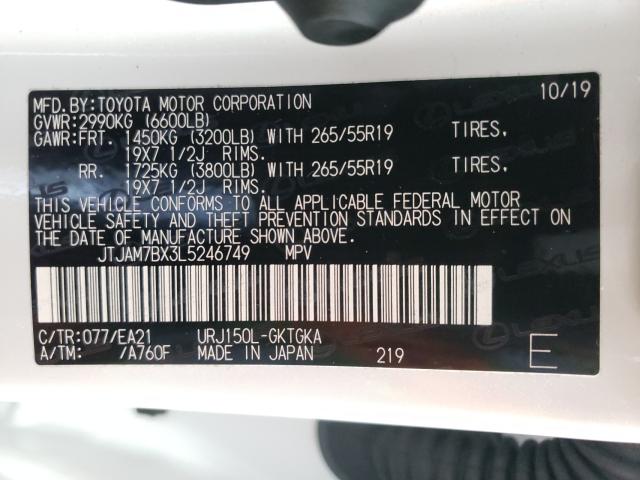 MFD.BY:TOYOTA MOTOR CORPORATION 10/19
GVWR:2990KG (6600LB)
GAWR:FRT. 1450KG (3200LB) WITH 265/55R19 TIRES,
19X7 1/2J RIMS.
RR. 1725KG (3800LB) WITH 265/55R19 TIRES,
19X7 1/2J RIMS.
THIS VEHICLE CONFORMS TO ALL APPLICABLE FEDERAL MOTOR
VEHICLE SAFETY AND THEFT PREVENTION STANDARDS IN EFFECT ON
THE DATE OF MANUFACTURE SHOWN ABOVE.
JTJAM7BX3L5246749 MPV
C/TR:077/EA21 URJ150L-GKTGKA
A/TM: /A760F MADE IN JAPAN 219 E
LEXUS